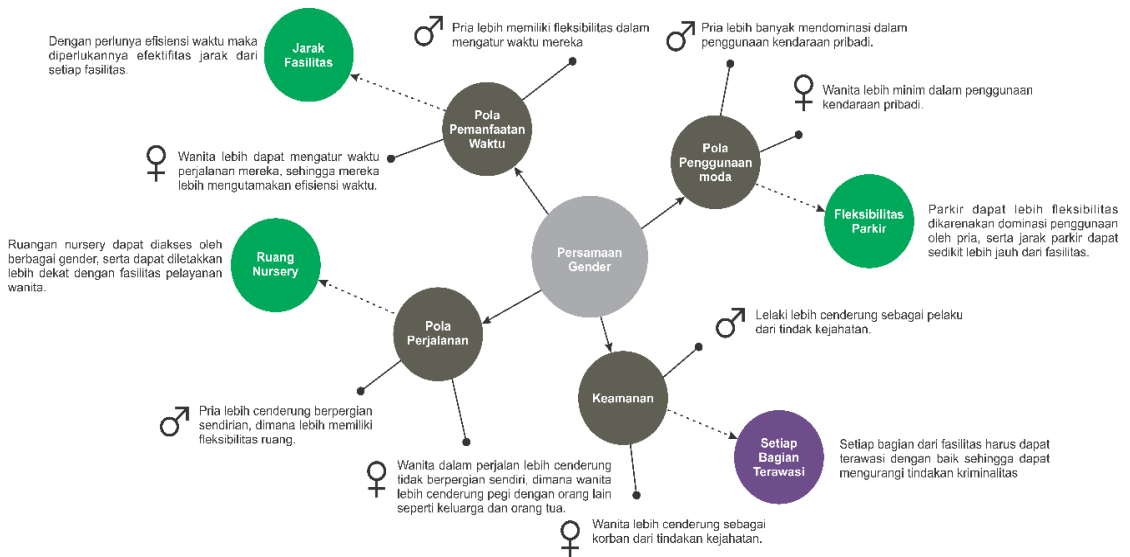 Dengan perlunya efisiensi waktu maka
diperlukannya efektifitas jarak dari
setiap fasilitas.
Jarak
Fasilitas
Pria lebih memiliki fleksibilitas dalam
mengatur waktu mereka
Pria lebih banyak mendominasi dalam
penggunaan kendaraan pribadi.
Wanita lebih minim dalam penggunaan
kendaraan pribadi.
Pola
Pemanfaatan
Waktu
Pola
Penggunaan
moda
Wanita lebih dapat mengatur waktu
perjalanan mereka, sehingga mereka
lebih mengutamakan efisiensi waktu.
Fleksibilitas
Parkir
Parkir dapat lebih fleksibilitas
dikarenakan dominasi penggunaan
oleh pria, serta jarak parkir dapat
sedikit lebih jauh dari fasilitas.
Ruangan nursery dapat diakses oleh
berbagai gender, serta dapat diletakkan
lebih dekat dengan fasilitas pelayanan
wanita.
Ruang
Nursery
Persamaan
Gender
Pola
Perjalanan
Lelaki lebih cenderung sebagai pelaku
dari tindak kejahatan.
Keamanan
Pria lebih cenderung berpergian
sendirian, dimana lebih memiliki
fleksibilitas ruang.
Setiap
Bagian
Terawasi
Setiap bagian dari fasilitas harus dapat
terawasi dengan baik sehingga dapat
mengurangi tindakan kriminalitas
Wanita dalam perjalan lebih cenderung
tidak berpergian sendiri, dimana wanita
lebih cenderung pegi dengan orang lain
seperti keluarga dan orang tua.
Wanita lebih cenderung sebagai
korban dari tindakan kejahatan.